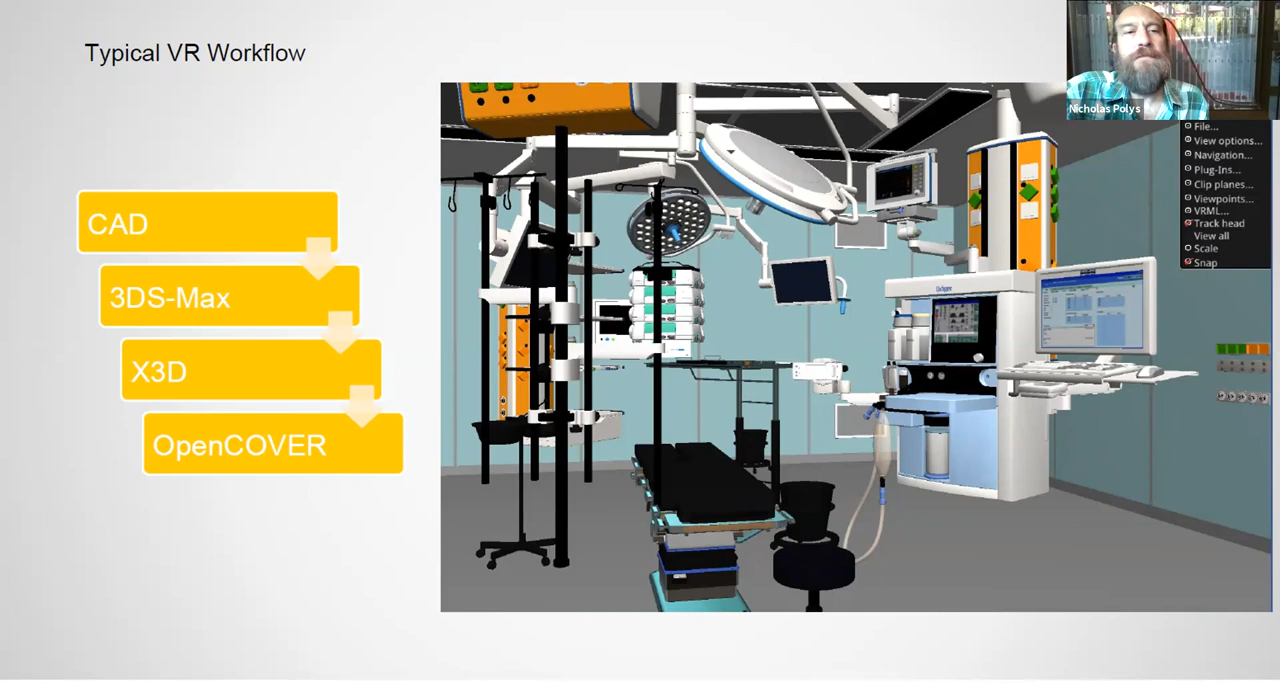 Typical VR Workflow
Nicholas Polys
CAD
3DS-Max
X3D
OpenCOVER
File...
View options...
Navigation...
Plug-Ins...
Clip planes...
Viewpoints...
VRML...
Track head
View all
Scale
Snap